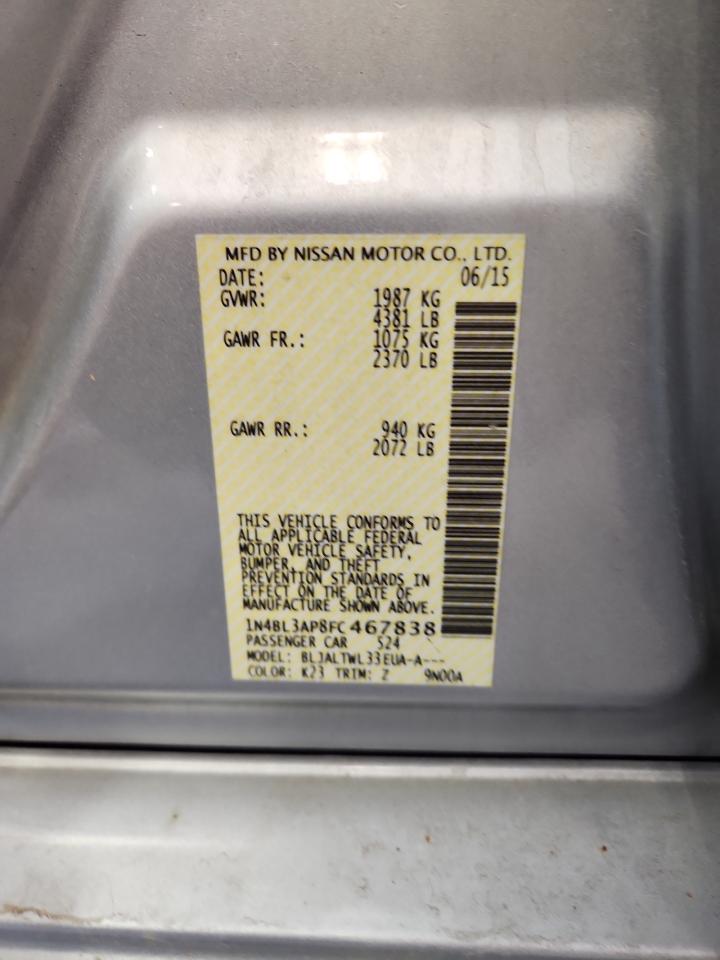 MFD BY NISSAN MOTOR CO., LTD.
DATE: 06/15
GVWR: 1987 KG
4381 LB
GAWR FR.: 1075 KG
2370 LB
GAWR RR.: 940 KG
2072 LB
THIS VEHICLE CONFORMS TO
ALL APPLICABLE FEDERAL
MOTOR VEHICLE SAFETY,
BUMPER, AND THEFT
PREVENTION STANDARDS IN
EFFECT ON THE DATE OF
MANUFACTURE SHOWN ABOVE.
1N4BL3AP8FC467838
PASSENGER CAR 524
MODEL: BLJALTWL33EUA-A---
COLOR: K23 TRIM: Z 9N00A